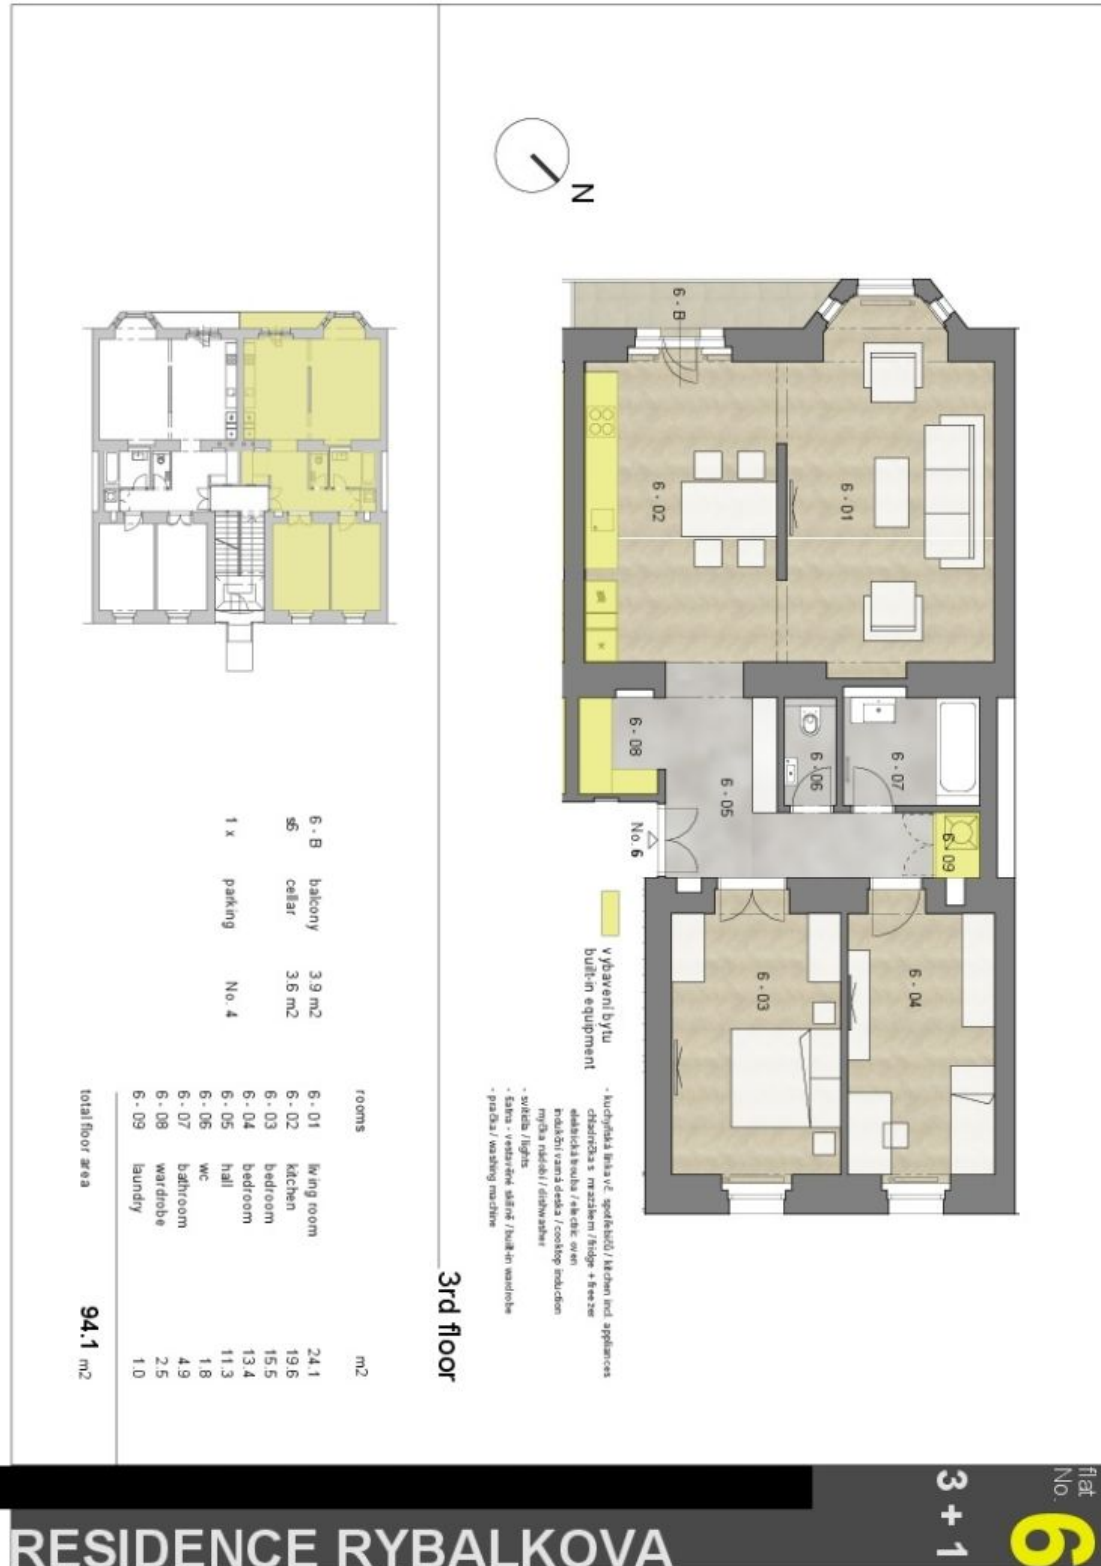 flat
No. 6
3 + 1
RESIDENCE RYBALKOVA
N
6 - B
6 - 02
6 - 01
6 - 08
6 - 05
6 - 06
6 - 07
6 - 09
No. 6
6 - 03
6 - 04
vybavení bytu
built-in equipment
- kuchyňská linka vč. spotřebičů / kitchen incl. appliances
chladnička s mrazákem / fridge + freezer
elektrická trouba / electric oven
indukční varná deska / cooktop induction
myčka nádobí / dishwasher
- svítidla / lights
- šatna - vestavěné skříně / built-in wardrobe
- pračka / washing machine
3rd floor
6 - B balcony 3.9 m2
s6 cellar 3.6 m2
1 x parking No. 4
rooms m2
6 - 01 living room 24.1
6 - 02 kitchen 19.6
6 - 03 bedroom 15.5
6 - 04 bedroom 13.4
6 - 05 hall 11.3
6 - 06 wc 1.8
6 - 07 bathroom 4.9
6 - 08 wardrobe 2.5
6 - 09 laundry 1.0
total floor area 94.1 m2